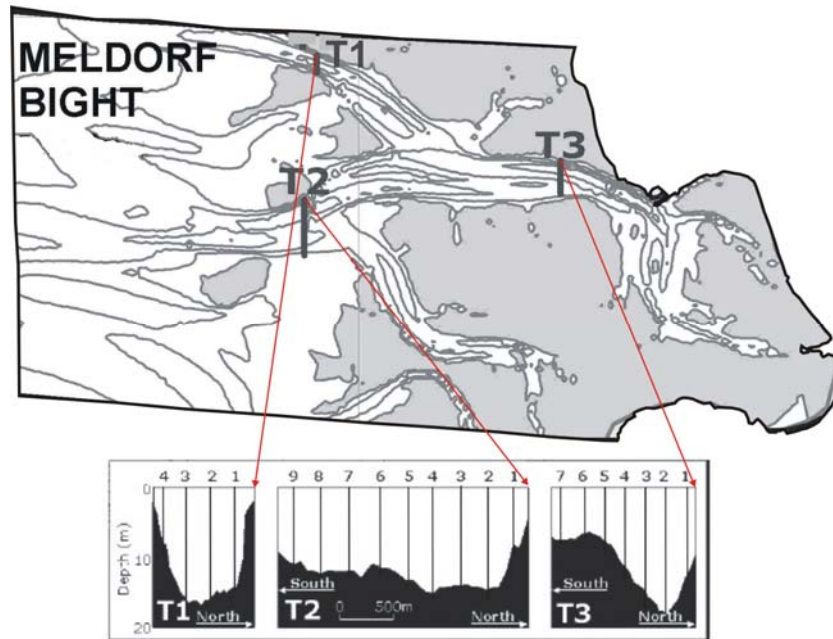 MELDORF
BIGHT
T1
T2
T3
4 3 2 1
9 8 7 6 5 4 3 2 1
7 6 5 4 3 2 1
0
10
20
Depth (m)
T1
North
South
T2
0 500m
North
South
T3
North